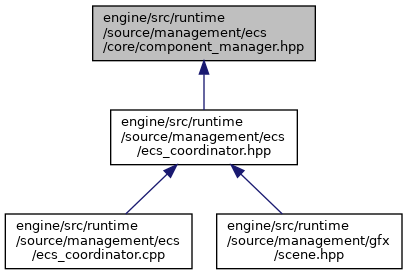 engine/src/runtime
/source/management/ecs
/core/component_manager.hpp
engine/src/runtime
/source/management/ecs
/ecs_coordinator.hpp
engine/src/runtime
/source/management/ecs
/ecs_coordinator.cpp
engine/src/runtime
/source/management/gfx
/scene.hpp